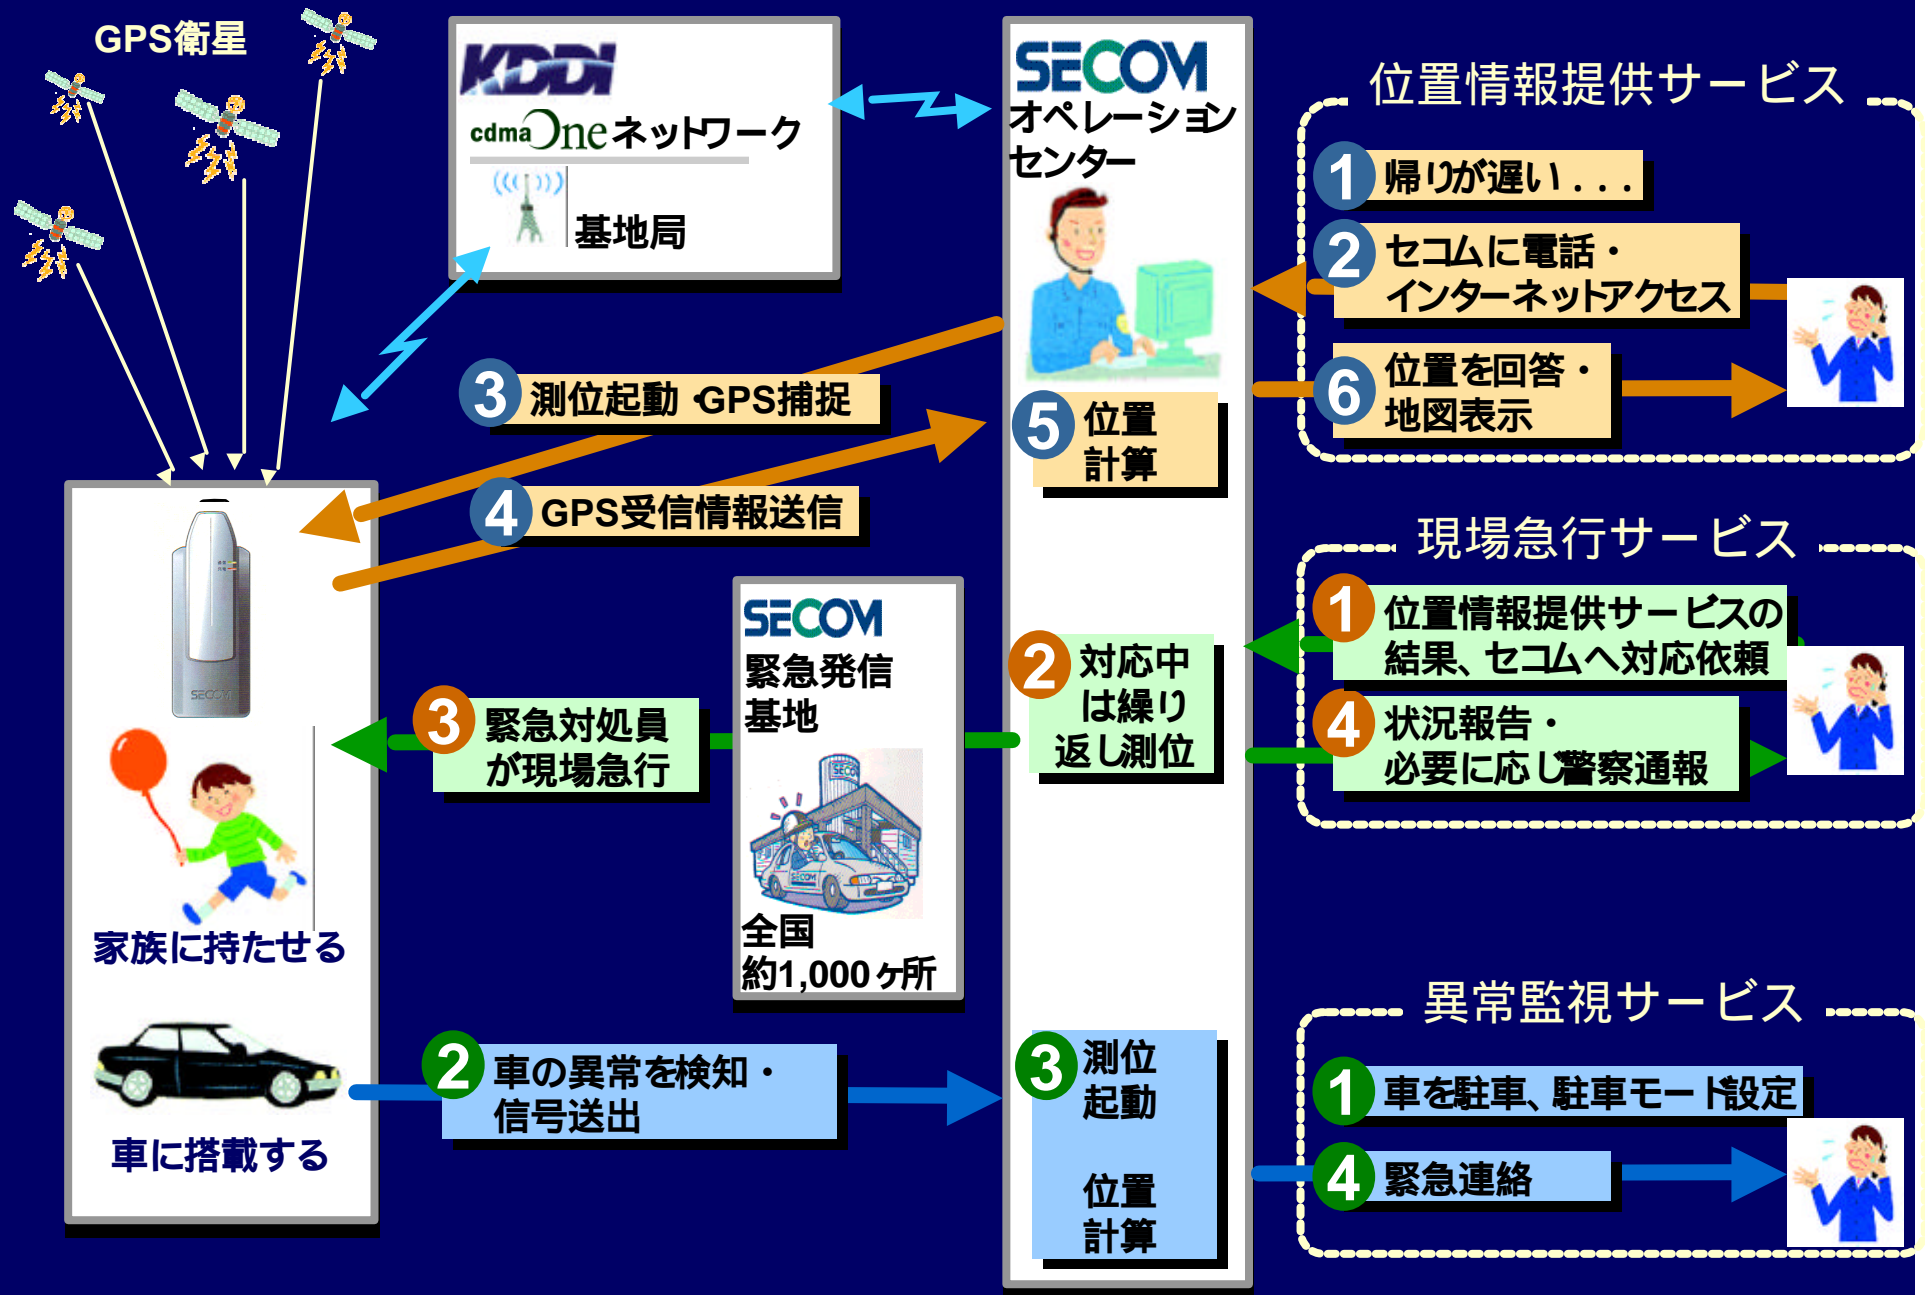 GPS衛星
KDDI
cdmaOneネットワーク
基地局
SECOM
オペレーション
センター
位置情報提供サービス
1 帰りが遅い...
2 セコムに電話・
インターネットアクセス
3 測位起動・GPS捕捉
4 GPS受信情報送信
5 位置
計算
6 位置を回答・
地図表示
現場急行サービス
1 位置情報提供サービスの
結果、セコムへ対応依頼
2 対応中
は繰り
返し測位
3 緊急対処員
が現場急行
4 状況報告・
必要に応じ警察通報
SECOM
緊急発信
基地
SECOM
SECOM
全国
約1,000ヶ所
SECOM
家族に持たせる
車に搭載する
異常監視サービス
1 車を駐車、駐車モード設定
2 車の異常を検知・
信号送出
3 測位
起動
位置
計算
4 緊急連絡